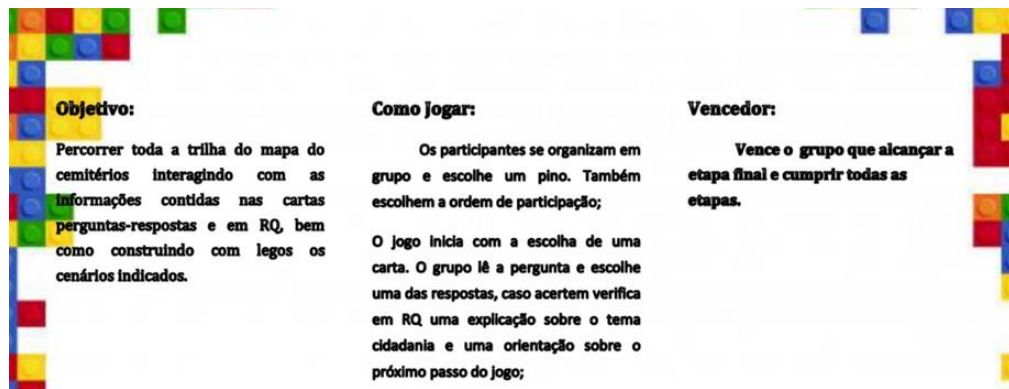 Objetivo:
Percorrer toda a trilha do mapa do
cemitérios interagindo com as
informações contidas nas cartas
perguntas-respostas e em RQ, bem
como construindo com legos os
cenários indicados.
Como Jogar:
Os participantes se organizam em
grupo e escolhe um pino. Também
escolhem a ordem de participação;
O jogo inicia com a escolha de uma
carta. O grupo lê a pergunta e escolhe
uma das respostas, caso acertem verifica
em RQ uma explicação sobre o tema
cidadania e uma orientação sobre o
próximo passo do jogo;
Vencedor:
Vence o grupo que alcançar a
etapa final e cumprir todas as
etapas.